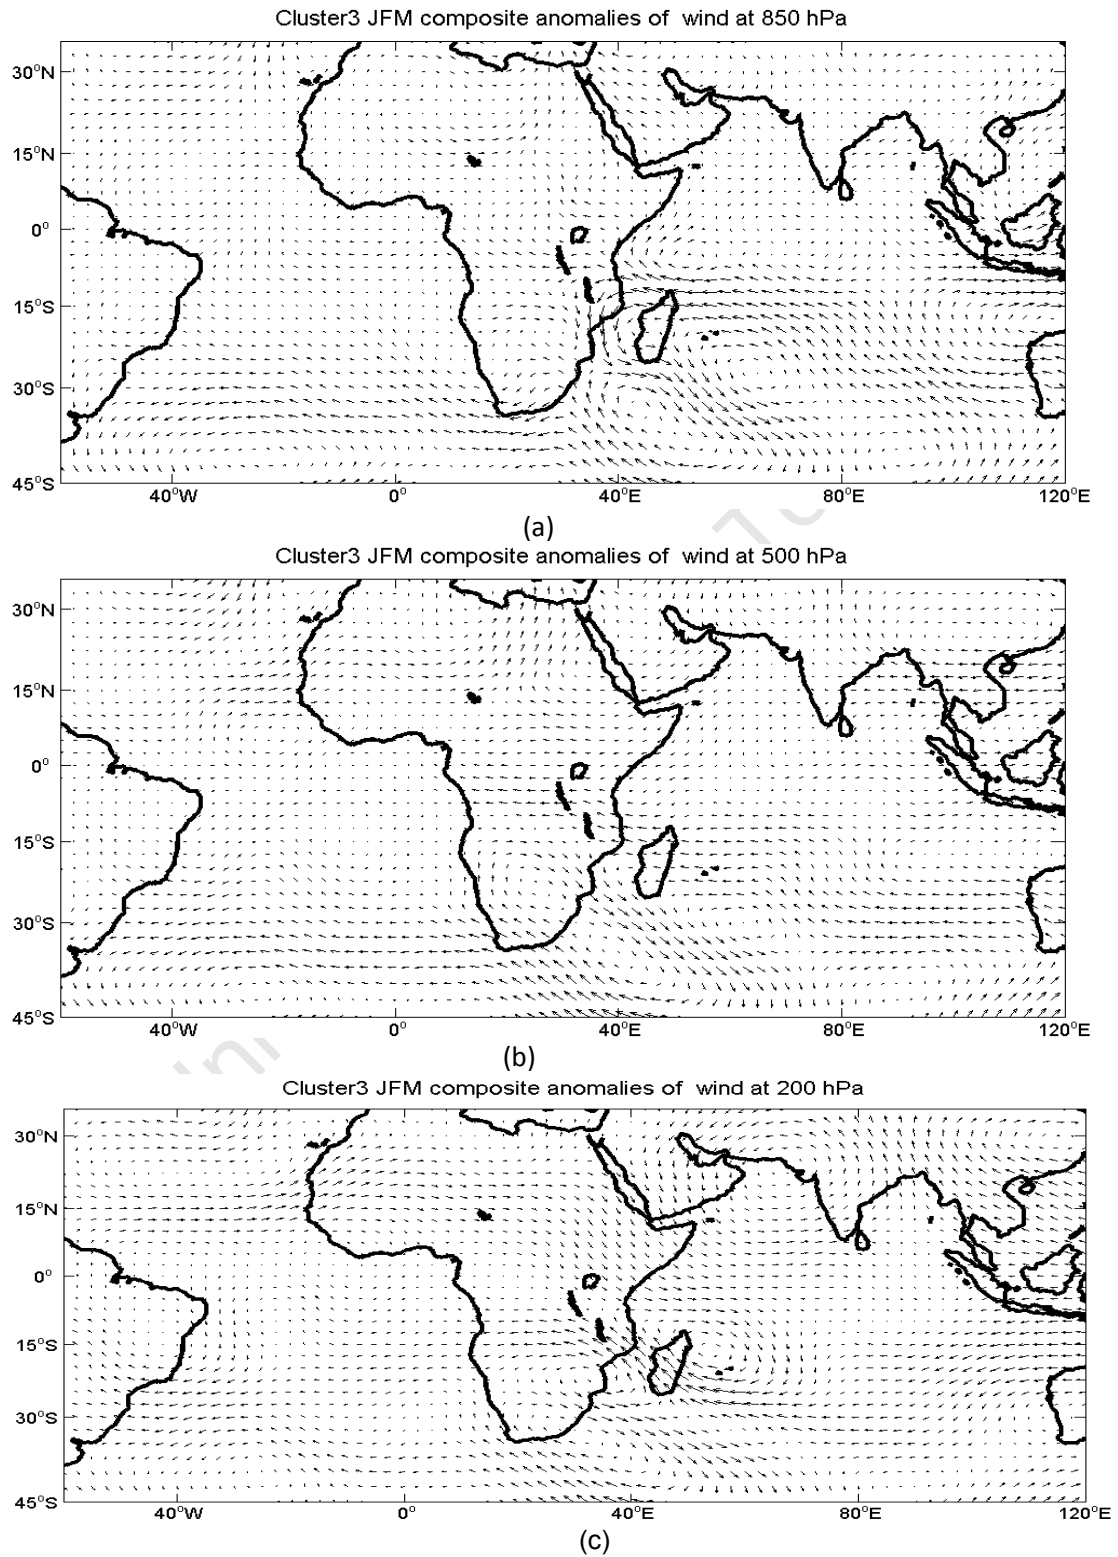 Cluster3 JFM composite anomalies of wind at 850 hPa
30°N
15°N
0°
15°S
30°S
45°S
40°W 0° 40°E 80°E 120°E
(a)
Cluster3 JFM composite anomalies of wind at 500 hPa
30°N
15°N
0°
15°S
30°S
45°S
40°W 0° 40°E 80°E 120°E
(b)
Cluster3 JFM composite anomalies of wind at 200 hPa
30°N
15°N
0°
15°S
30°S
45°S
40°W 0° 40°E 80°E 120°E
(c)